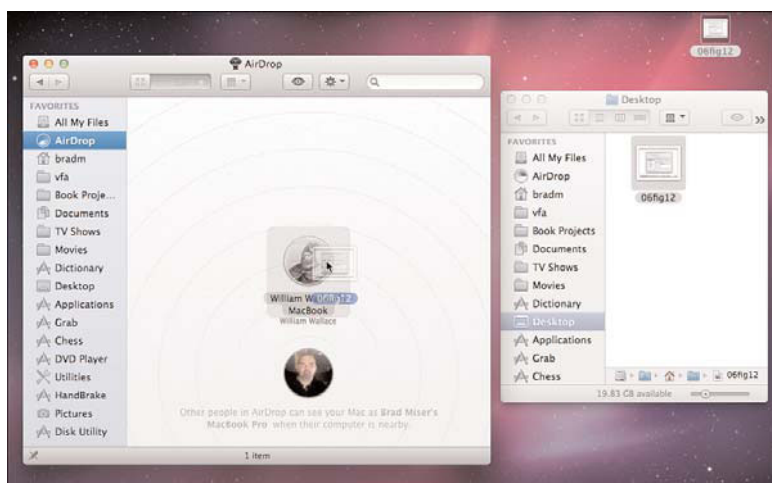 06fig12
AirDrop
FAVORITES
All My Files
AirDrop
bradm
vfa
Book Proje...
Documents
TV Shows
Movies
Dictionary
Desktop
Applications
Grab
Chess
DVD Player
Utilities
HandBrake
Pictures
Disk Utility
William W 06fig12
MacBook
William Wallace
Other people in AirDrop can see your Mac as Brad Miser's
MacBook Pro when their computer is nearby.
1 item
Desktop
FAVORITES
All My Files
AirDrop
bradm
vfa
Book Projects
Documents
TV Shows
Movies
Dictionary
Desktop
Applications
Grab
Chess
06fig12
06fig12
19.83 GB available